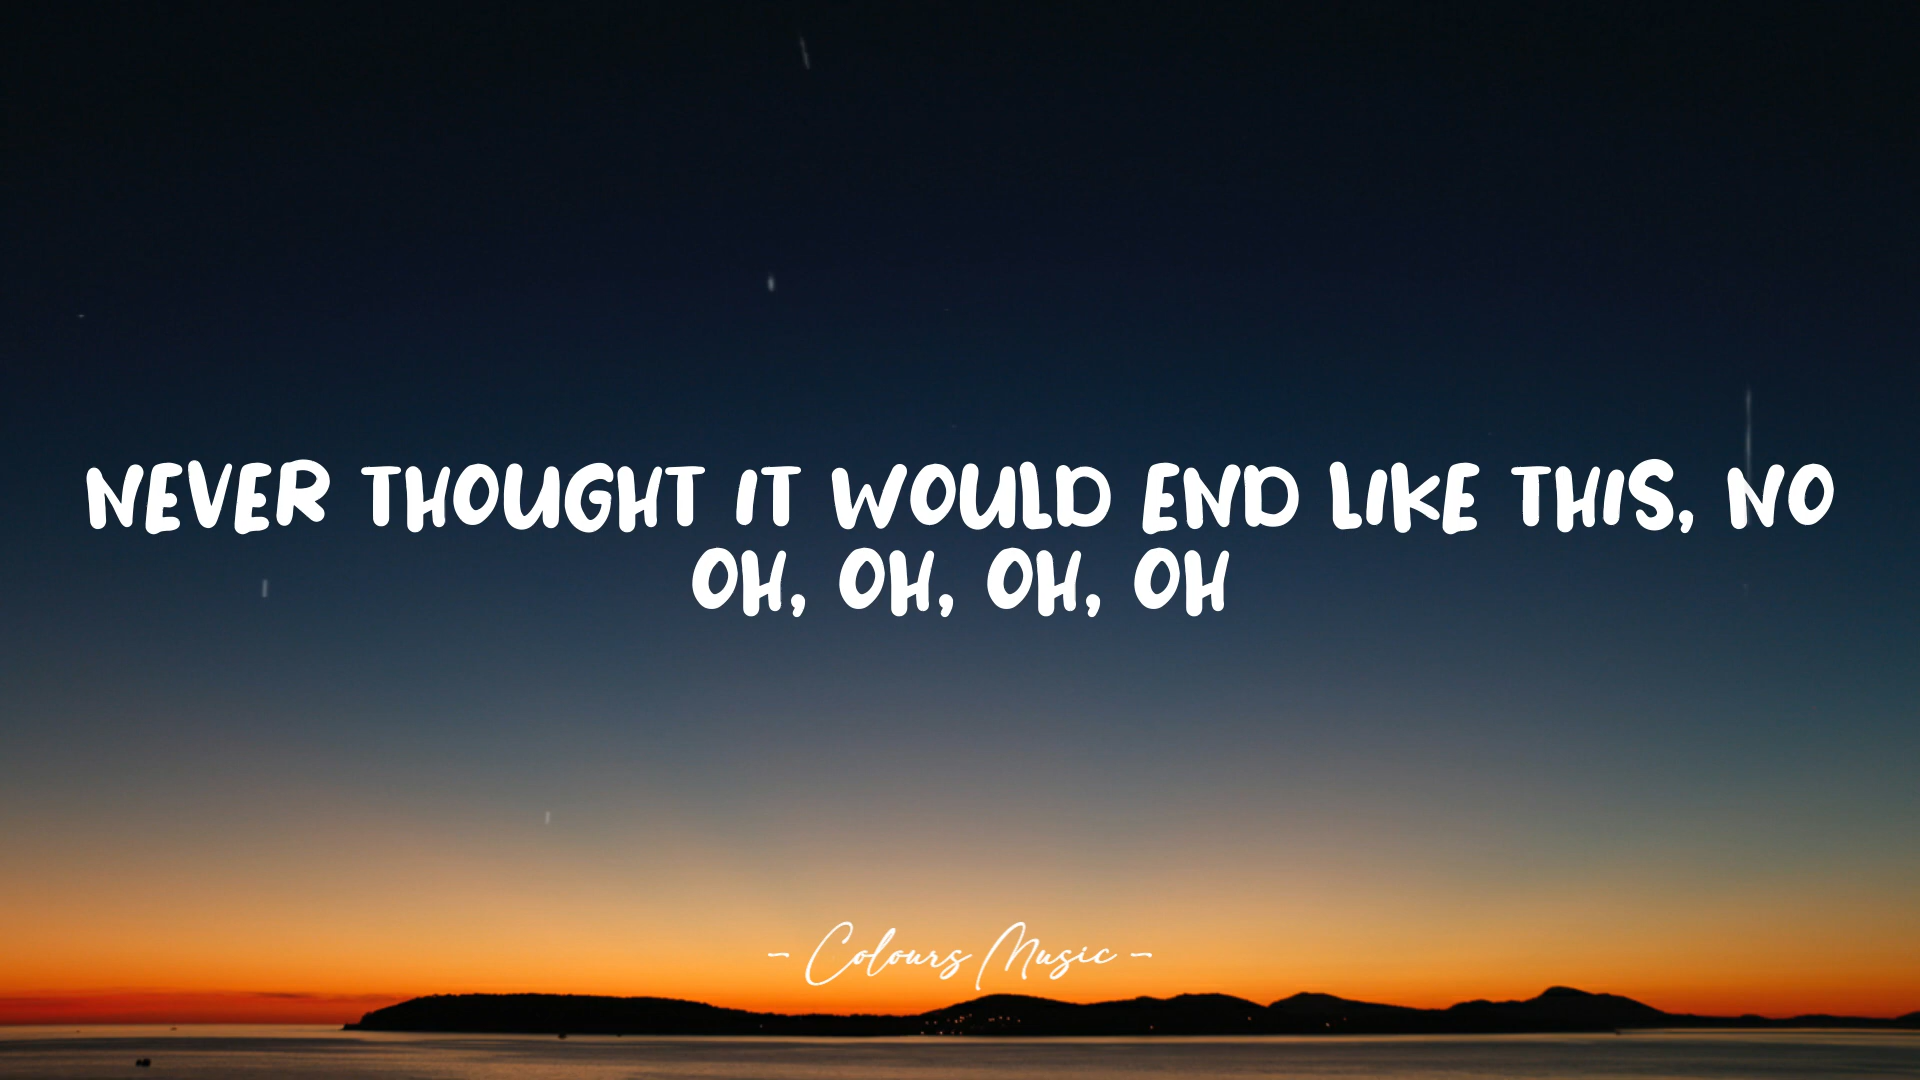 NEVER THOUGHT IT WOULD END LIKE THIS, NO
OH, OH, OH, OH
- Colours Music -